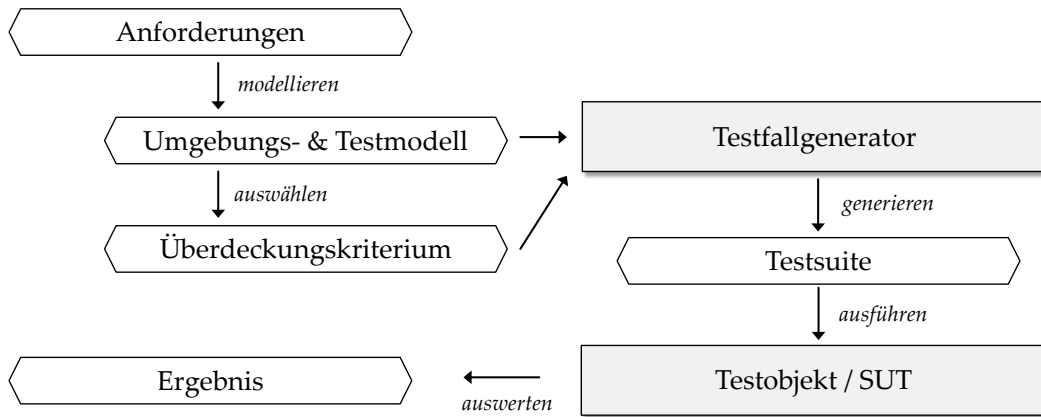 Anforderungen
modellieren
Umgebungs- & Testmodell
Testfallgenerator
auswählen
generieren
Überdeckungskriterium
Testsuite
ausführen
Ergebnis
auswerten
Testobjekt / SUT